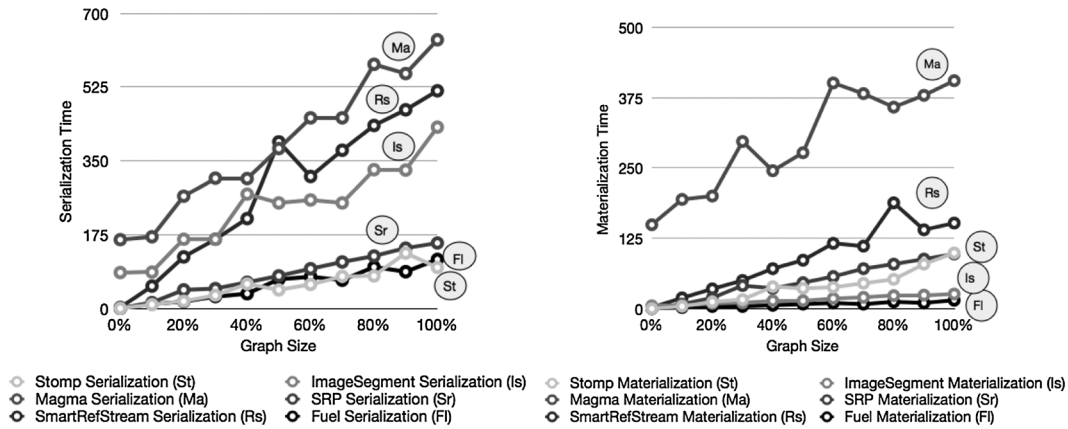 700
525
350
175
0
Serialization Time
0%
20%
40%
60%
80%
100%
Graph Size
Ma
Rs
Is
Sr
Fl
St
Stomp Serialization (St)
Magma Serialization (Ma)
SmartRefStream Serialization (Rs)
ImageSegment Serialization (Is)
SRP Serialization (Sr)
Fuel Serialization (Fl)
500
375
250
125
0
Materialization Time
0%
20%
40%
60%
80%
100%
Graph Size
Ma
Rs
St
Is
Fl
Stomp Materialization (St)
Magma Materialization (Ma)
SmartRefStream Materialization (Rs)
ImageSegment Materialization (Is)
SRP Materialization (Sr)
Fuel Materialization (Fl)